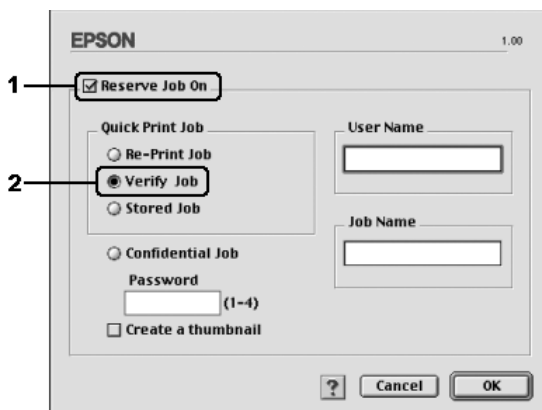 EPSON
1.00
1
Reserve Job On
Quick Print Job
Re-Print Job
2
Verify Job
Stored Job
User Name
Confidential Job
Password
(1-4)
Create a thumbnail
Job Name
?
Cancel
OK